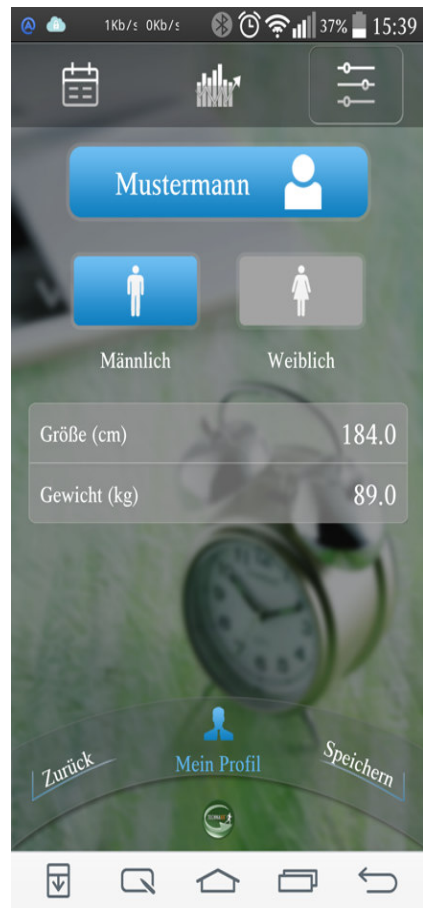 1Kb/s 0Kb/s 37% 15:39
Mustermann
Männlich Weiblich
Größe (cm) 184.0
Gewicht (kg) 89.0
Zurück Mein Profil Speichern